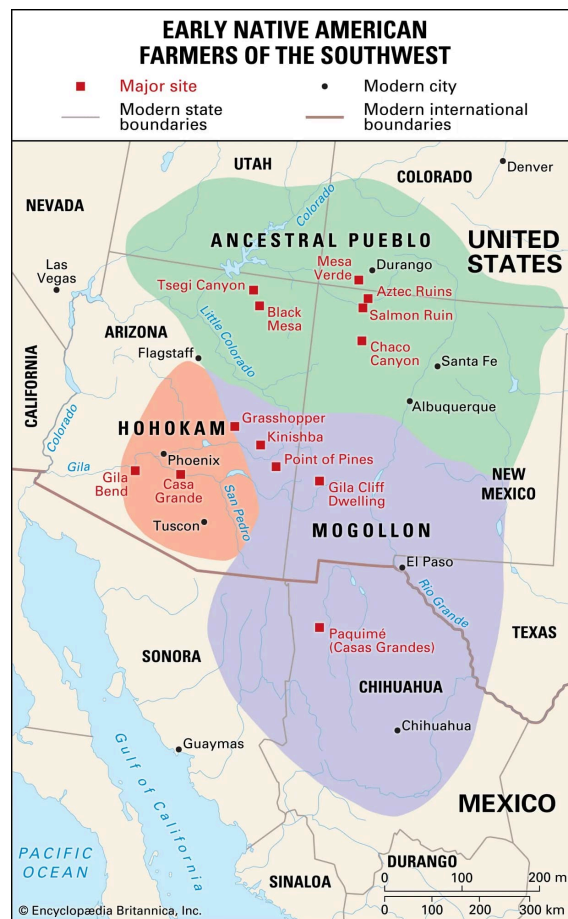 EARLY NATIVE AMERICAN
FARMERS OF THE SOUTHWEST
Major site
Modern city
Modern state
boundaries
Modern international
boundaries
UTAH
COLORADO
Denver
NEVADA
Colorado
ANCESTRAL PUEBLO
UNITED
STATES
Las
Vegas
Mesa
Verde
Durango
Tsegi Canyon
Aztec Ruins
Black
Mesa
Salmon Ruin
ARIZONA
Little Colorado
Chaco
Canyon
Flagstaff
Santa Fe
CALIFORNIA
Albuquerque
Colorado
HOHOKAM
Grasshopper
Kinishba
Phoenix
Point of Pines
Gila
Gila
Bend
Casa
Grande
San Pedro
Gila Cliff
Dwelling
NEW
MEXICO
Tuscon
MOGOLLON
El Paso
Rio Grande
TEXAS
Paquimé
(Casas Grandes)
SONORA
CHIHUAHUA
Chihuahua
Guaymas
Gulf of California
MEXICO
PACIFIC
OCEAN
DURANGO
SINALOA
0 100 200 mi
0 100 200 300 km
© Encyclopædia Britannica, Inc.